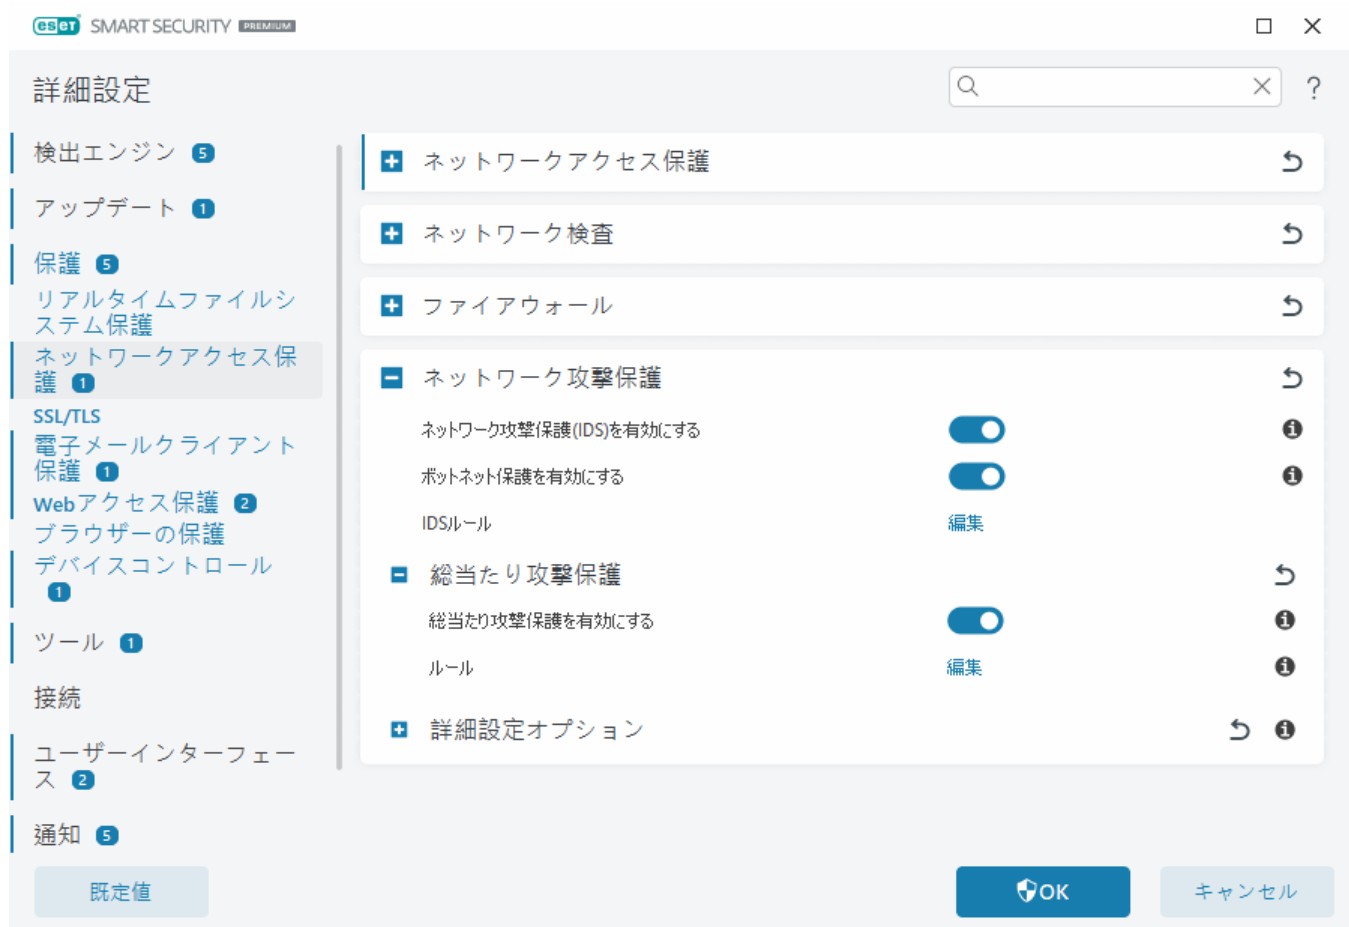 eset SMART SECURITY PREMIUM
詳細設定
?
検出エンジン 5
アップデート 1
保護 5
リアルタイムファイルシ
ステム保護
ネットワークアクセス保
護 1
SSL/TLS
電子メールクライアント
保護 1
Webアクセス保護 2
ブラウザーの保護
デバイスコントロール
1
ツール 1
接続
ユーザーインターフェー
ス 2
通知 5
ネットワークアクセス保護
ネットワーク検査
ファイアウォール
ネットワーク攻撃保護
ネットワーク攻撃保護(IDS)を有効にする
ボットネット保護を有効にする
IDSルール 編集
総当たり攻撃保護
総当たり攻撃保護を有効にする
ルール 編集
詳細設定オプション
既定値
OK
キャンセル